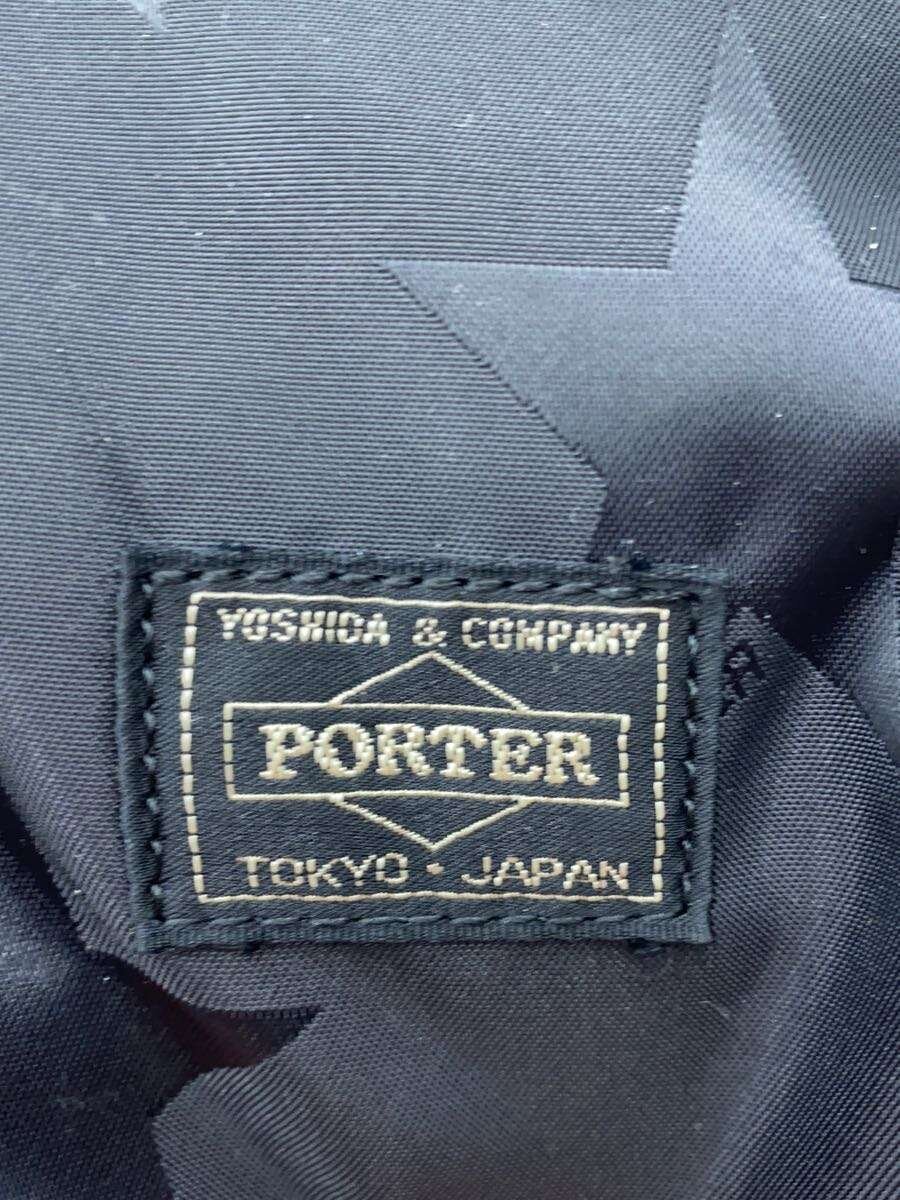 YOSHIDA & COMPANY
PORTER
TOKYO · JAPAN